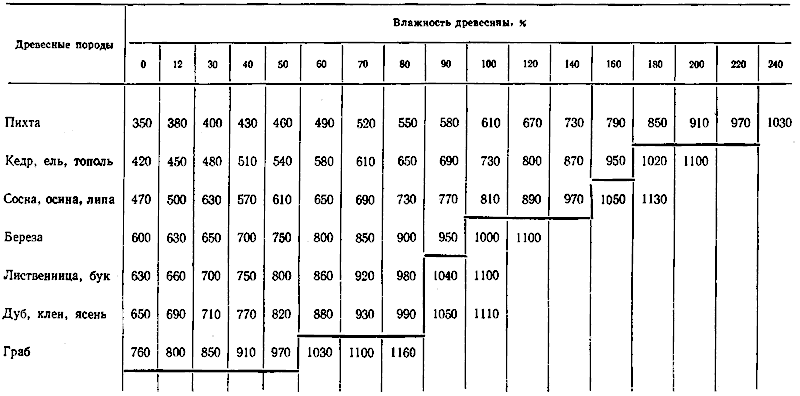 Древесные породы
Влажность древесины, %
0 12 30 40 50 60 70 80 90 100 120 140 160 180 200 220 240
Пихта 350 380 400 430 460 490 520 550 580 610 670 730 790 850 910 970 1030
Кедр, ель, тополь 420 450 480 510 540 580 610 650 690 730 800 870 950 1020 1100
Сосна, осина, липа 470 500 630 570 610 650 690 730 770 810 890 970 1050 1130
Береза 600 630 650 700 750 800 850 900 950 1000 1100
Лиственница, бук 630 660 700 750 800 860 920 980 1040 1100
Дуб, клен, ясень 650 690 710 770 820 880 930 990 1050 1110
Граб 760 800 850 910 970 1030 1100 1160